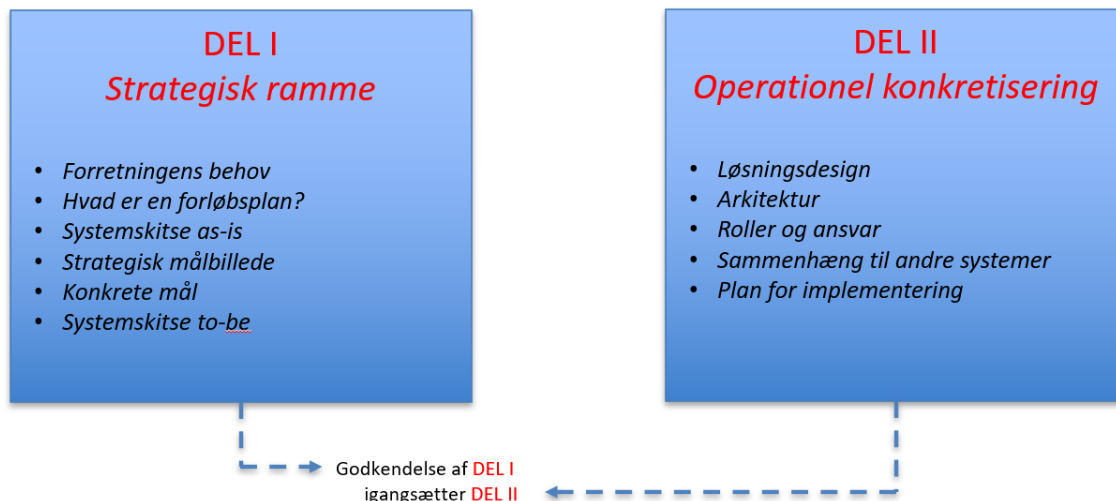 DEL I
Strategisk ramme
• Forretningens behov
• Hvad er en forløbsplan?
• Systemskitse as-is
• Strategisk målbillede
• Konkrete mål
• Systemskitse to-be
DEL II
Operationel konkretisering
• Løsningsdesign
• Arkitektur
• Roller og ansvar
• Sammenhæng til andre systemer
• Plan for implementering
Godkendelse af DEL I
igangsætter DEL II